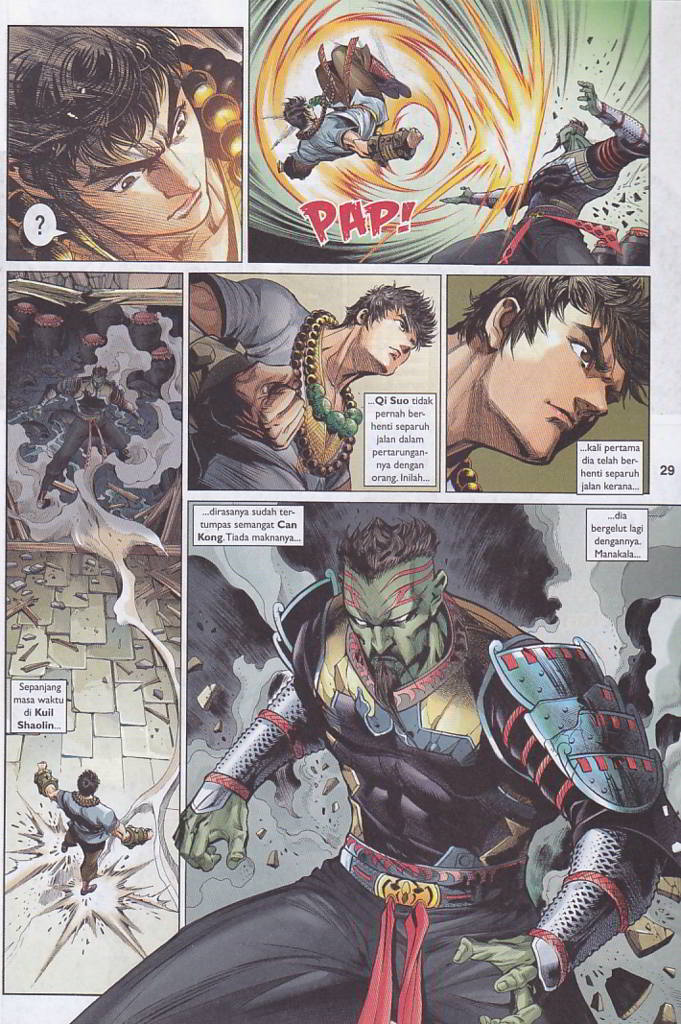 ?
PAP!
...Qi Suo tidak
pernah ber-
henti separuh
jalan dalam
pertarungan-
nya dengan
orang. Inilah...
...kali pertama
dia telah ber-
henti separuh
jalan kerana...
29
...dirasanya sudah ter-
tumpas semangat Can
Kong. Tiada maknanya...
...dia
bergelut lagi
dengannya.
Manakala...
Sepanjang
masa waktu
di Kuil
Shaolin...